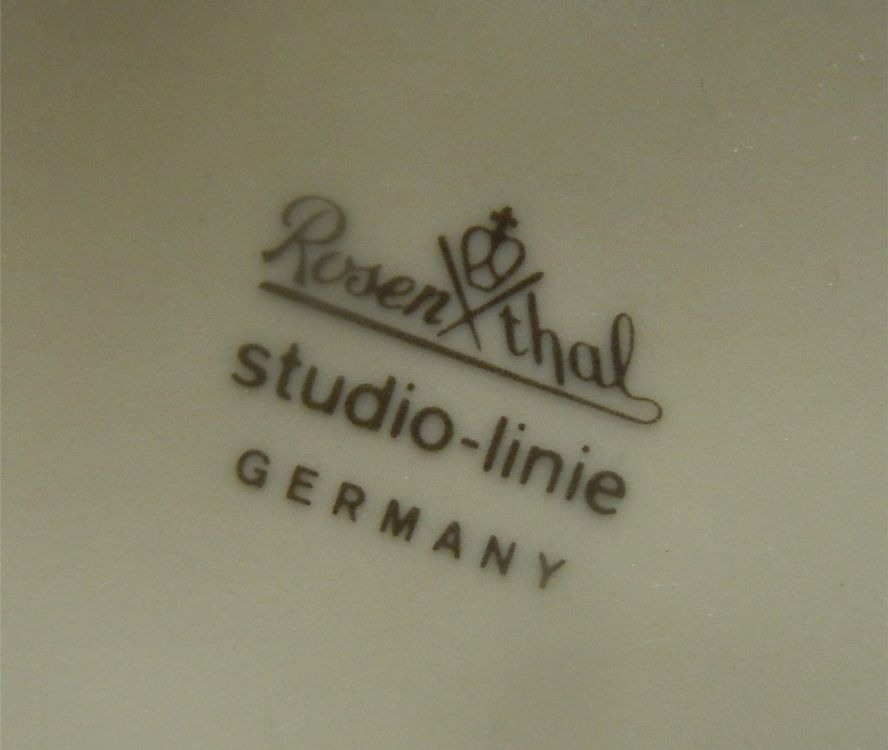 Rosenthal
studio-linie
GERMANY